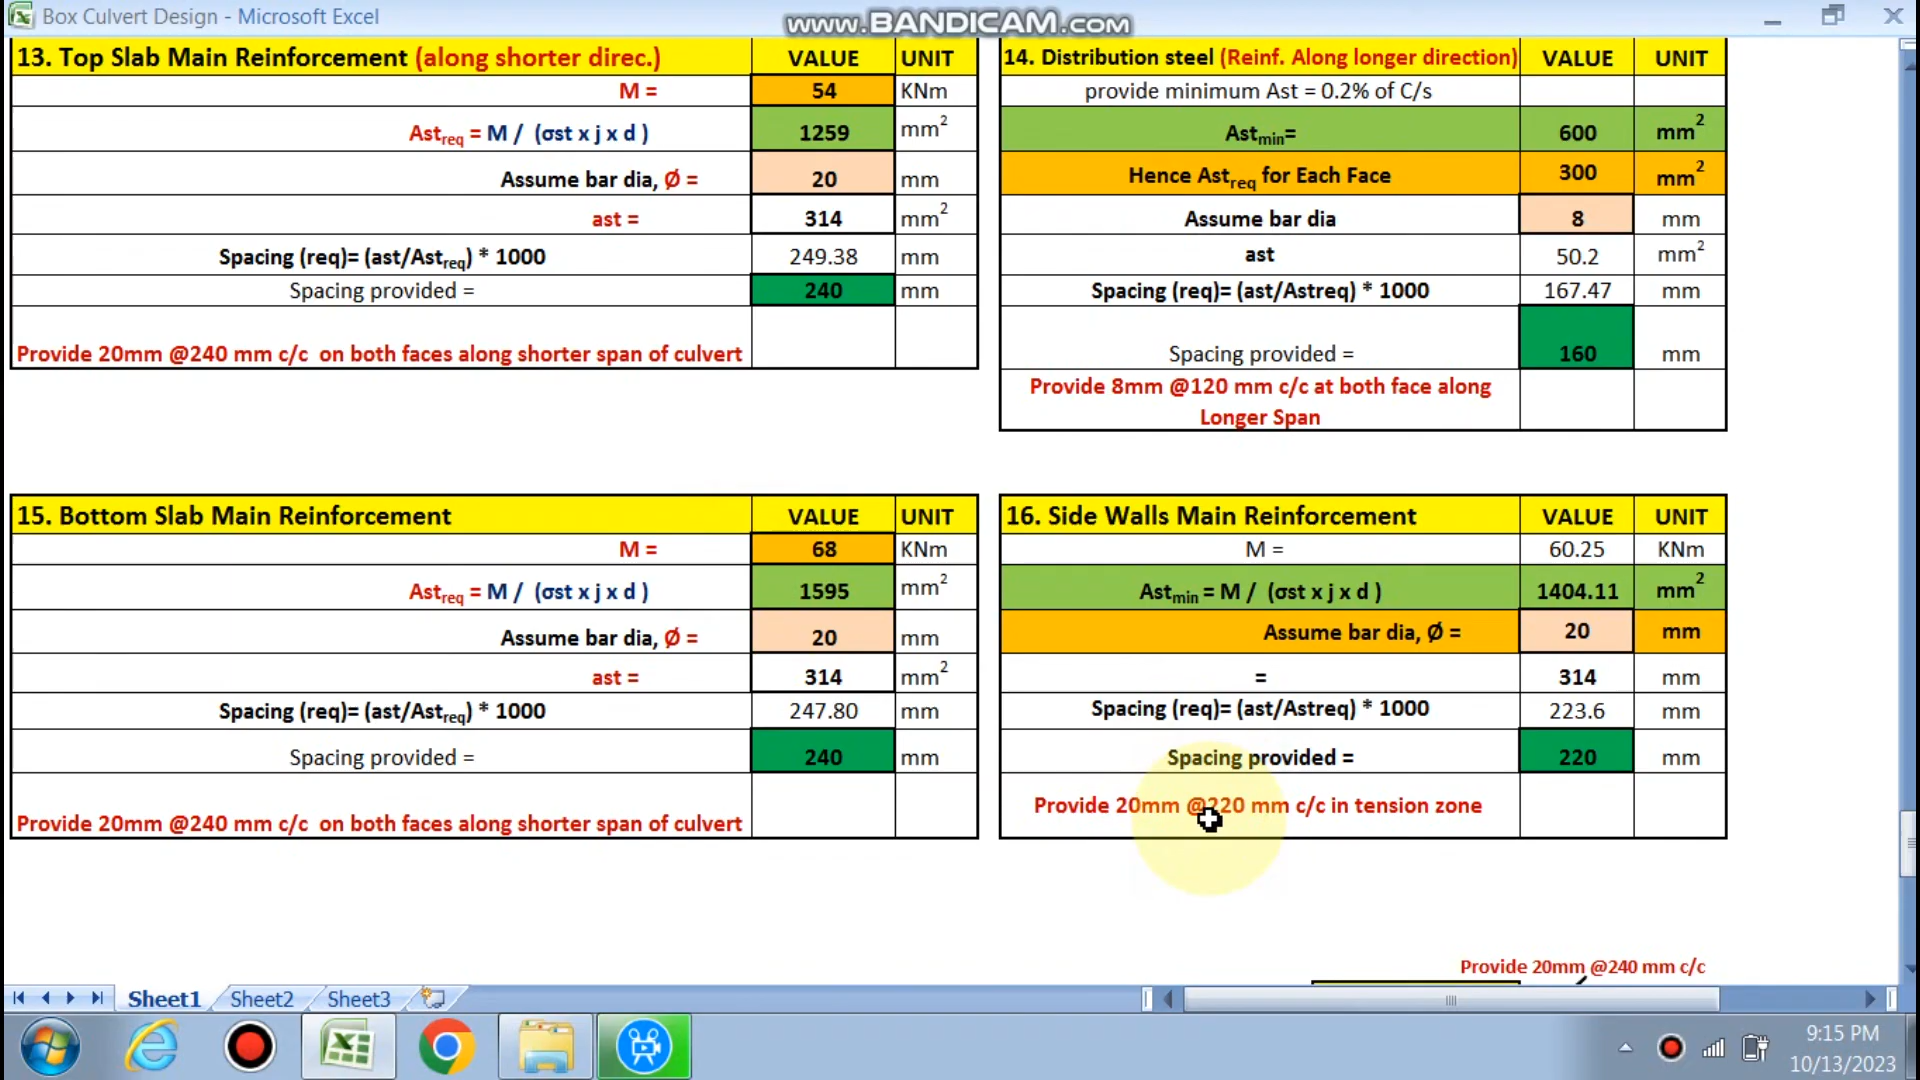 Box Culvert Design - Microsoft Excel
www.BANDICAM.com
13. Top Slab Main Reinforcement (along shorter direc.) VALUE UNIT
M = 54 KNm
Astreq = M / (σst x j x d ) 1259 mm2
Assume bar dia, Ø = 20 mm
ast = 314 mm2
Spacing (req)= (ast/Astreq) * 1000 249.38 mm
Spacing provided = 240 mm
Provide 20mm @240 mm c/c on both faces along shorter span of culvert
14. Distribution steel (Reinf. Along longer direction) VALUE UNIT
provide minimum Ast = 0.2% of C/s
Astmin= 600 mm2
Hence Astreq for Each Face 300 mm2
Assume bar dia 8 mm
ast 50.2 mm2
Spacing (req)= (ast/Astreq) * 1000 167.47 mm
Spacing provided = 160 mm
Provide 8mm @120 mm c/c at both face along
Longer Span
15. Bottom Slab Main Reinforcement VALUE UNIT
M = 68 KNm
Astreq = M / (σst x j x d ) 1595 mm2
Assume bar dia, Ø = 20 mm
ast = 314 mm2
Spacing (req)= (ast/Astreq) * 1000 247.80 mm
Spacing provided = 240 mm
Provide 20mm @240 mm c/c on both faces along shorter span of culvert
16. Side Walls Main Reinforcement VALUE UNIT
M = 60.25 KNm
Astmin = M / (σst x j x d ) 1404.11 mm2
Assume bar dia, Ø = 20 mm
= 314 mm
Spacing (req)= (ast/Astreq) * 1000 223.6 mm
Spacing provided = 220 mm
Provide 20mm @220 mm c/c in tension zone
Provide 20mm @240 mm c/c
Sheet1 Sheet2 Sheet3
9:15 PM
10/13/2023